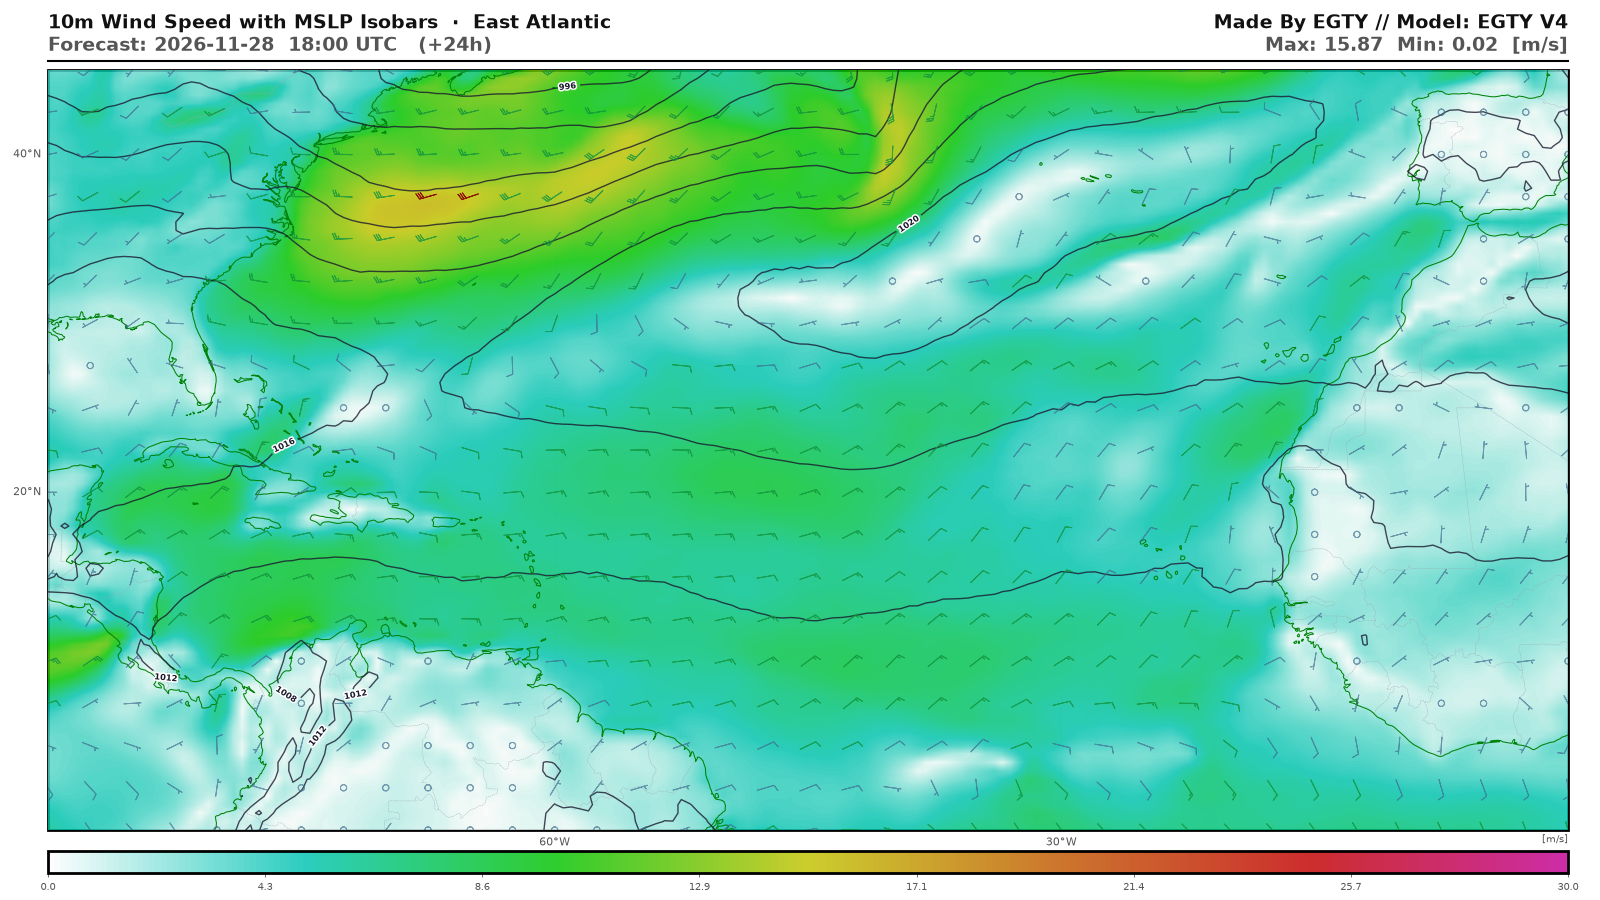 10m Wind Speed with MSLP Isobars · East Atlantic
Made By EGTY // Model: EGTY V4
Forecast: 2026-11-28 18:00 UTC (+24h)
Max: 15.87 Min: 0.02 [m/s]
996
40°N
1020
1016
20°N
1012
1008
1012
1012
60°W
30°W
[m/s]
0.0 4.3 8.6 12.9 17.1 21.4 25.7 30.0